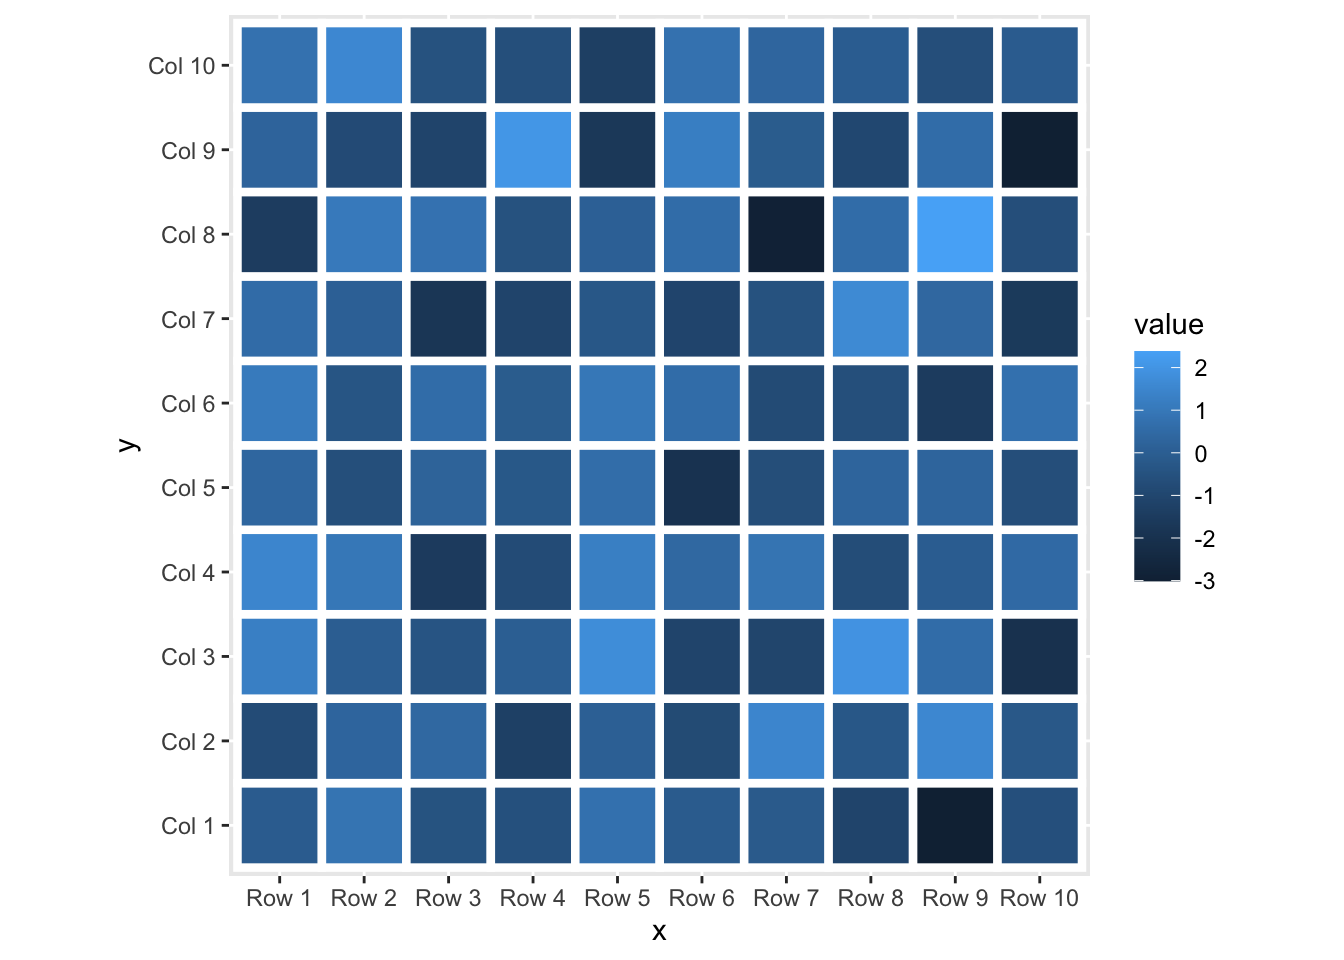 Col 10
Col 9
Col 8
Col 7
Col 6
Col 5
Col 4
Col 3
Col 2
Col 1
y
Row 1 Row 2 Row 3 Row 4 Row 5 Row 6 Row 7 Row 8 Row 9 Row 10
x
value
2
1
0
-1
-2
-3